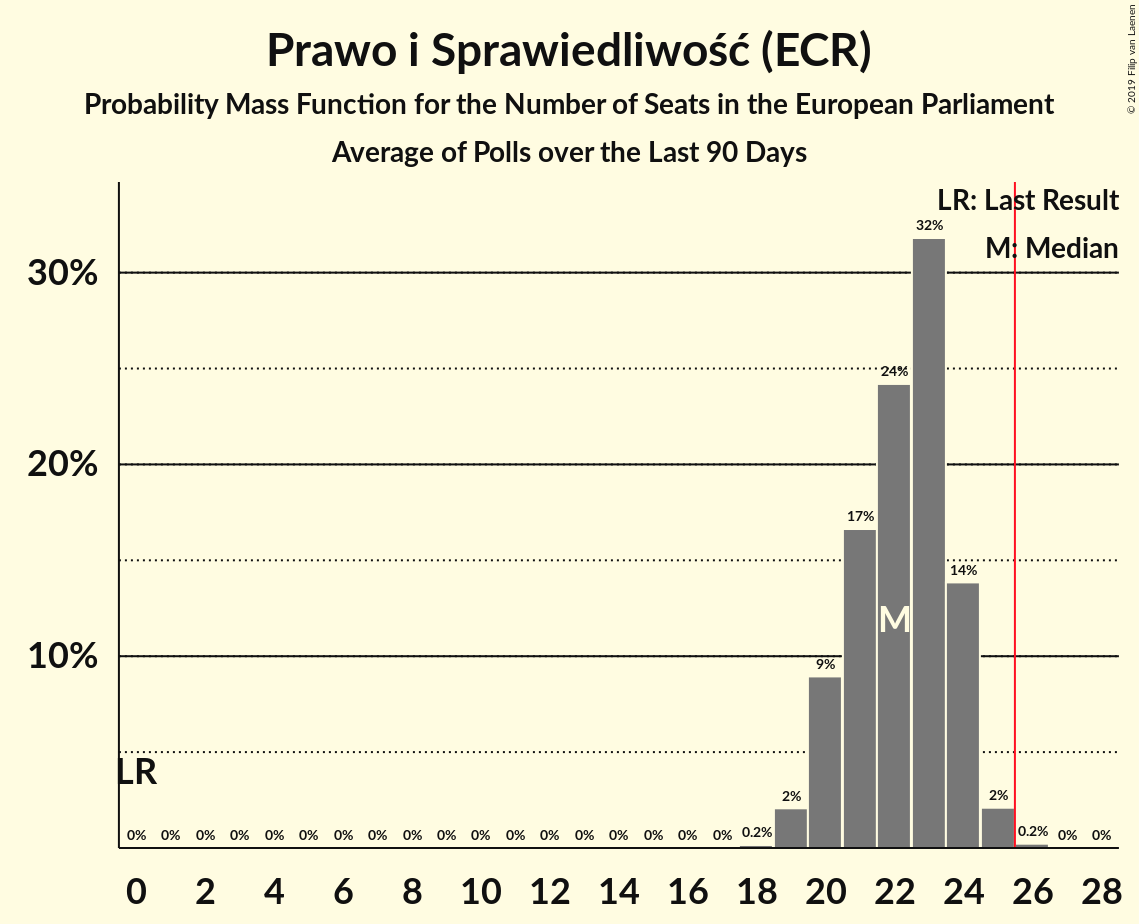 Prawo i Sprawiedliwość (ECR)
Probability Mass Function for the Number of Seats in the European Parliament
Average of Polls over the Last 90 Days
© 2019 Filip van Laenen
LR: Last Result
M: Median
32%
30%
24%
20%
17%
14%
M
10%
9%
LR
2%
2%
0% 0% 0% 0% 0% 0% 0% 0% 0% 0% 0% 0% 0% 0% 0% 0% 0% 0% 0.2% 0.2% 0% 0%
0 2 4 6 8 10 12 14 16 18 20 22 24 26 28